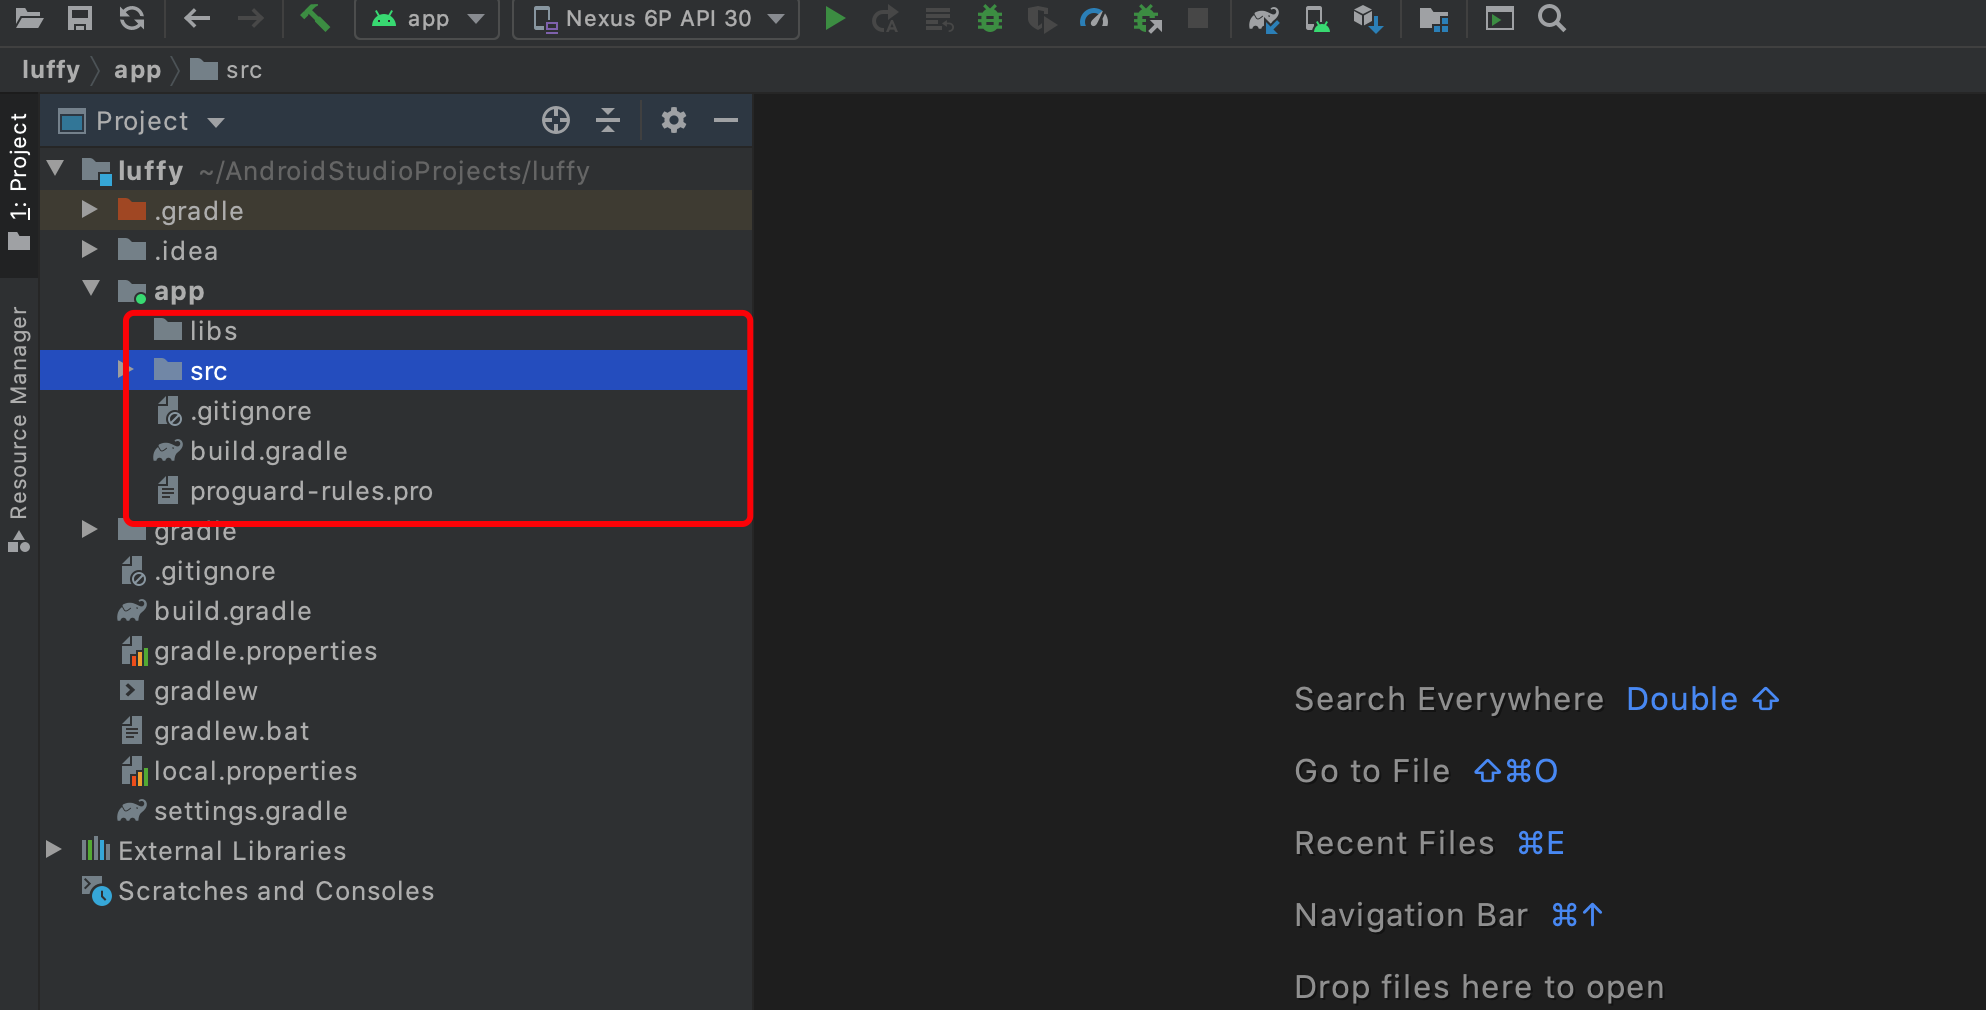 app
Nexus 6P API 30
luffy
app
src
1: Project
Resource Manager
Project
luffy ~/AndroidStudioProjects/luffy
.gradle
.idea
app
libs
src
.gitignore
build.gradle
proguard-rules.pro
gradle
.gitignore
build.gradle
gradle.properties
gradlew
gradlew.bat
local.properties
settings.gradle
External Libraries
Scratches and Consoles
Search Everywhere Double ⇧
Go to File ⇧⌘O
Recent Files ⌘E
Navigation Bar ⌘↑
Drop files here to open